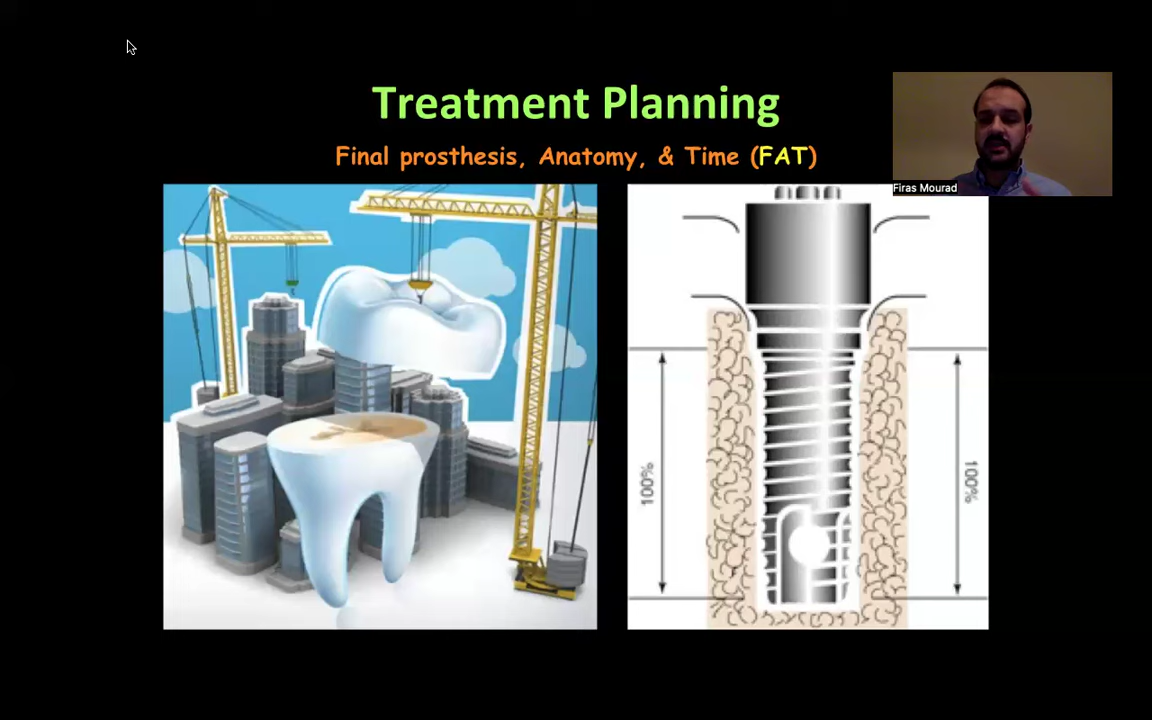 Treatment Planning
Final prosthesis, Anatomy, & Time (FAT)
Firas Mourad
100%
100%